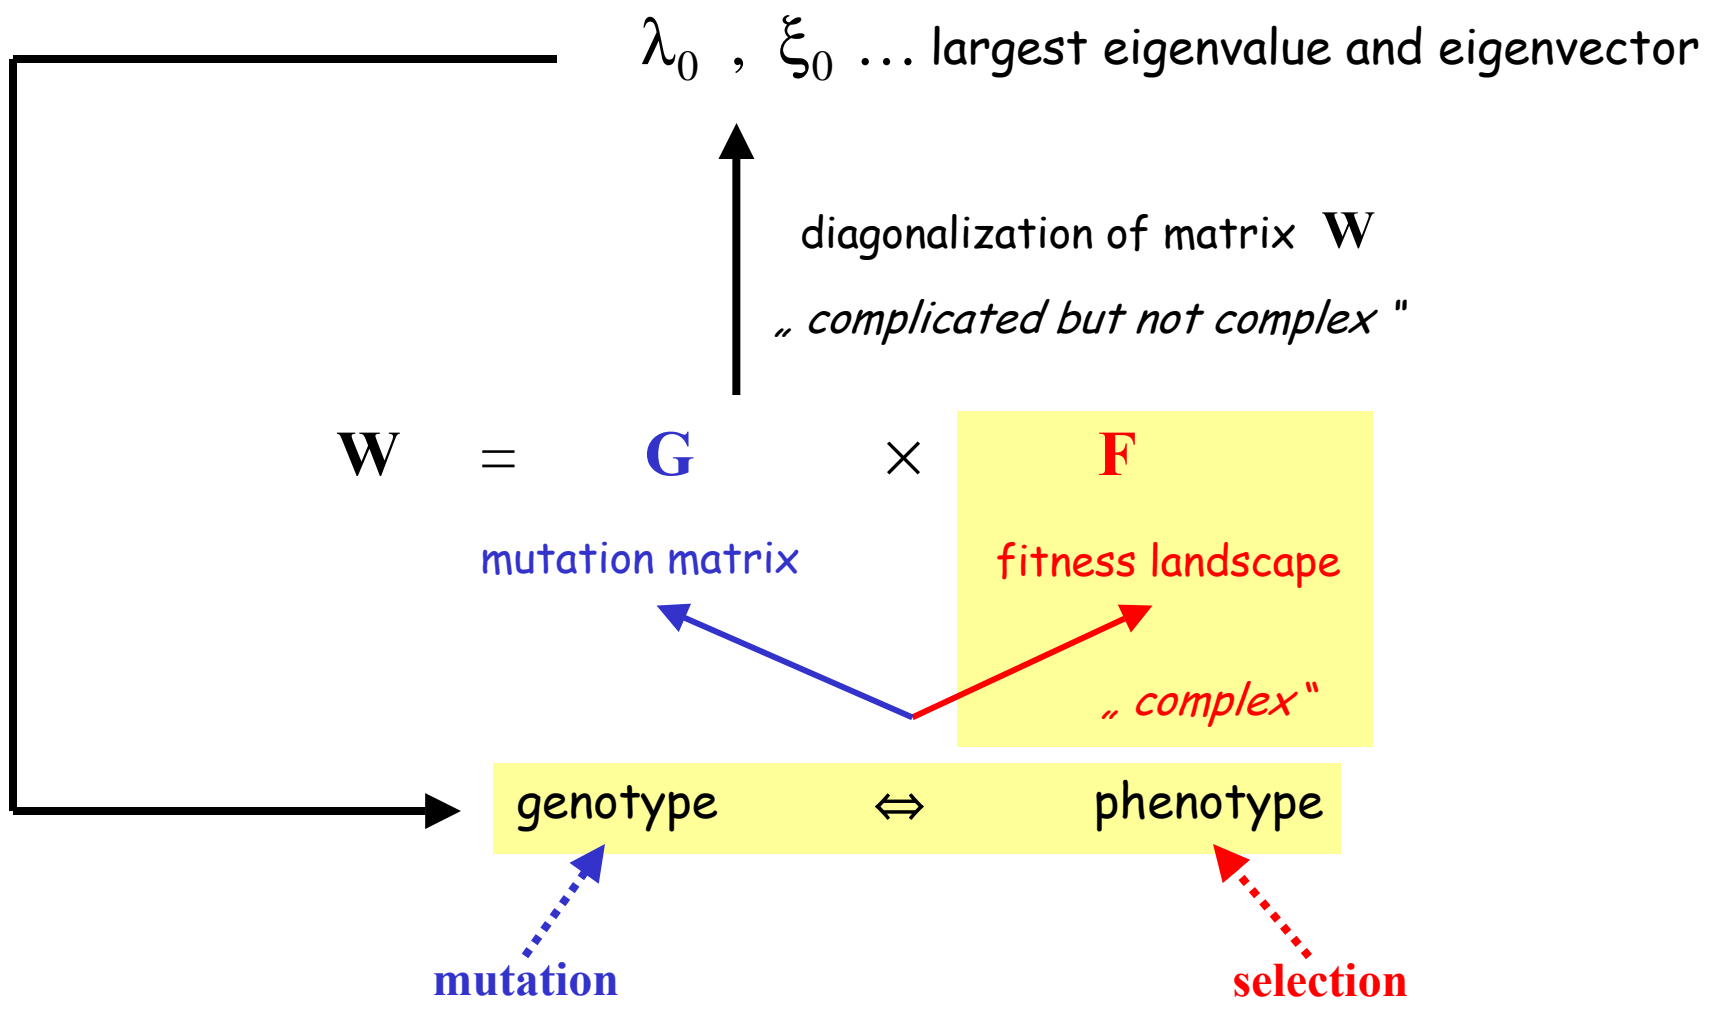 λ0 , ξ0 … largest eigenvalue and eigenvector
diagonalization of matrix W
„ complicated but not complex “
W = G × F
mutation matrix fitness landscape
„ complex “
genotype ⇔ phenotype
mutation selection